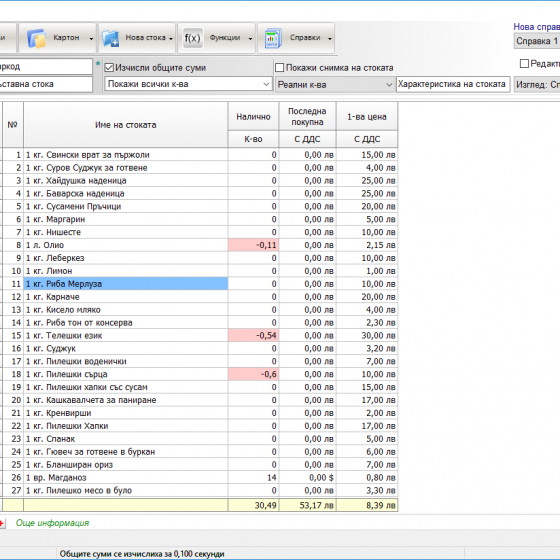 Нова справ
и Картон Нова стока f(x) Функции Справки Справка 1
ркод * Изчисли общите суми Покажи снимка на стоката Редакт
ъставна стока Покажи всички к-ва Реални к-ва Характеристика на стоката Изглед: Сп
№ Име на стоката Налично Последна покупна 1-ва цена
К-во С ДДС С ДДС
1 1 кг. Свински врат за пържоли 0 0,00 лв 15,00 лв
2 1 кг. Суров Суджук за готвене 0 0,00 лв 4,00 лв
3 1 кг. Хайдушка наденица 0 0,00 лв 25,00 лв
4 1 кг. Баварска наденица 0 0,00 лв 25,00 лв
5 1 кг. Сусамени Пръчици 0 0,00 лв 20,00 лв
6 1 кг. Маргарин 0 0,00 лв 5,00 лв
7 1 кг. Нишесте 0 0,00 лв 10,00 лв
8 1 л. Олио -0,11 0,00 лв 2,15 лв
9 1 кг. Леберкез 0 0,00 лв 10,00 лв
10 1 кг. Лимон 0 0,00 лв 1,00 лв
11 1 кг. Риба Мерлуза 0 0,00 лв 10,00 лв
12 1 кг. Карначе 0 0,00 лв 20,00 лв
13 1 кг. Кисело мляко 0 0,00 лв 4,00 лв
14 1 кг. Риба тон от консерва 0 0,00 лв 2,30 лв
15 1 кг. Телешки език -0,54 0,00 лв 30,00 лв
16 1 кг. Суджук 0 0,00 лв 3,20 лв
17 1 кг. Пилешки воденички 0 0,00 лв 7,00 лв
18 1 кг. Пилешки сърца -0,6 0,00 лв 10,00 лв
19 1 кг. Пилешки хапки със сусам 0 0,00 лв 15,00 лв
20 1 кг. Кашкавалчета за паниране 0 0,00 лв 17,00 лв
21 1 кг. Кренвирши 0 0,00 лв 2,00 лв
22 1 кг. Пилешки Хапки 0 0,00 лв 17,00 лв
23 1 кг. Спанак 0 0,00 лв 5,00 лв
24 1 кг. Гювеч за готвене в буркан 0 0,00 лв 6,00 лв
25 1 кг. Бланширан ориз 0 0,00 лв 7,00 лв
26 1 вр. Магданоз 14 0,00 $ 0,80 лв
27 1 кг. Пилешко месо в було 0 0,00 лв 3,30 лв
30,49 53,17 лв 8,39 лв
Още информация
Общите суми се изчислиха за 0,100 секунди